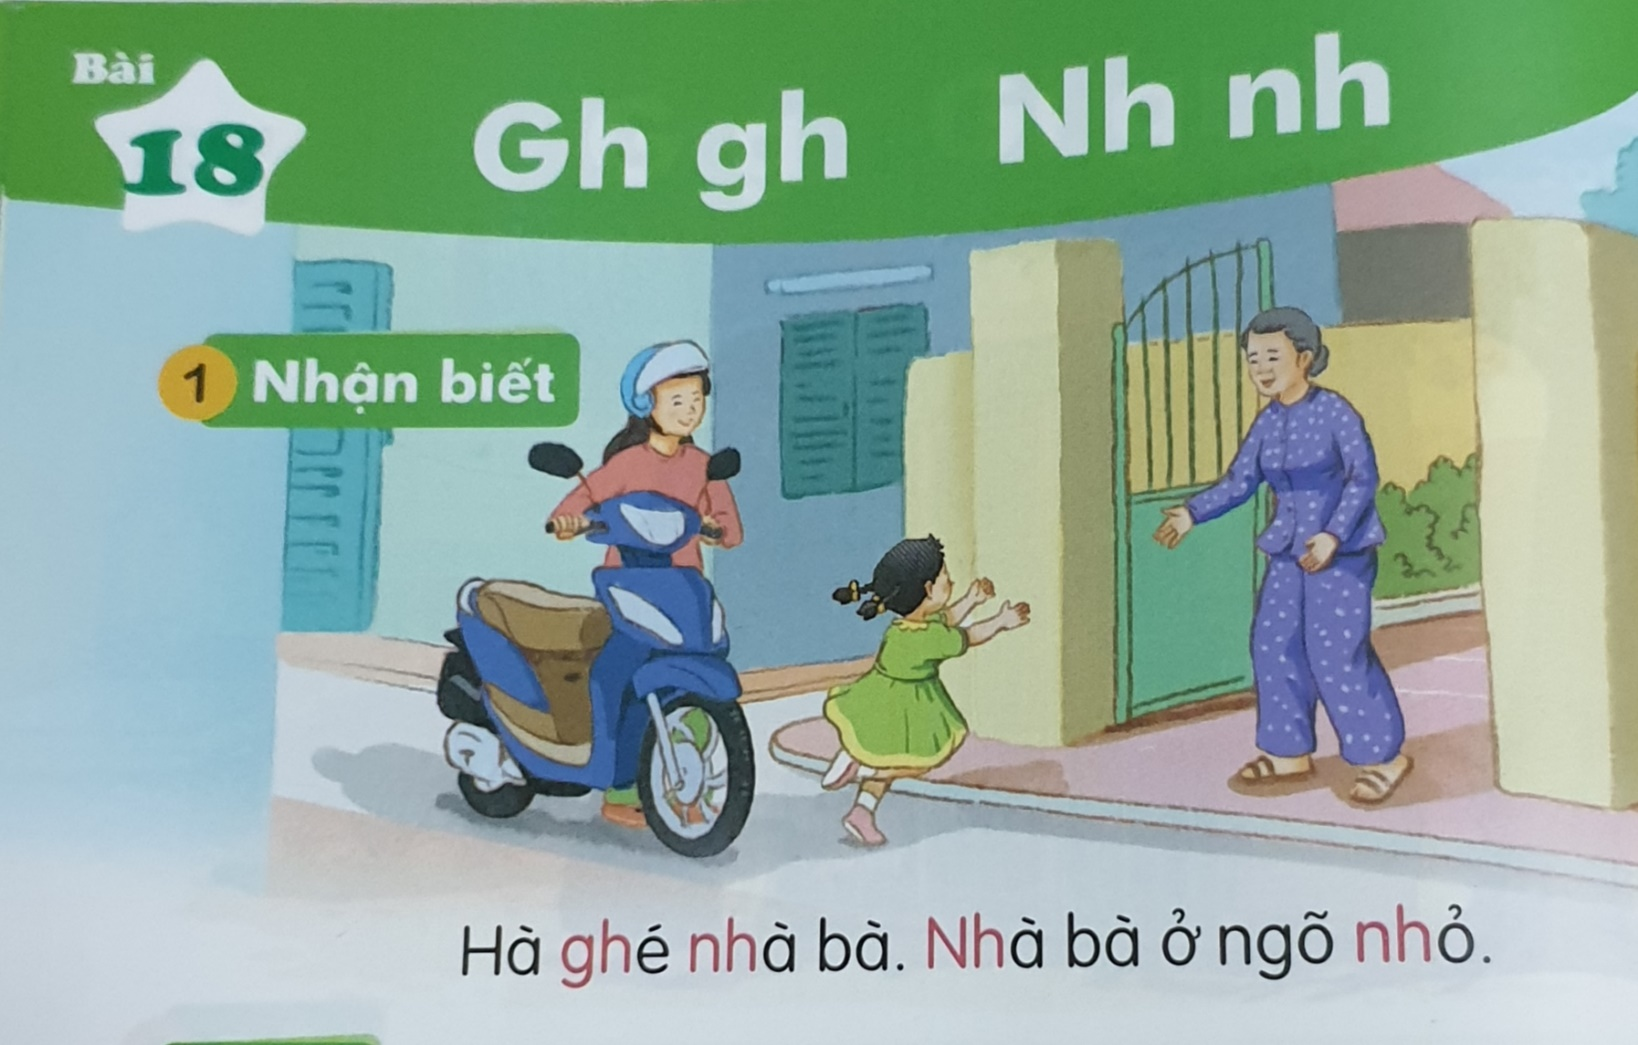 Bài
18
Gh gh Nh nh
1 Nhận biết
Hà ghé nhà bà. Nhà bà ở ngõ nhỏ.